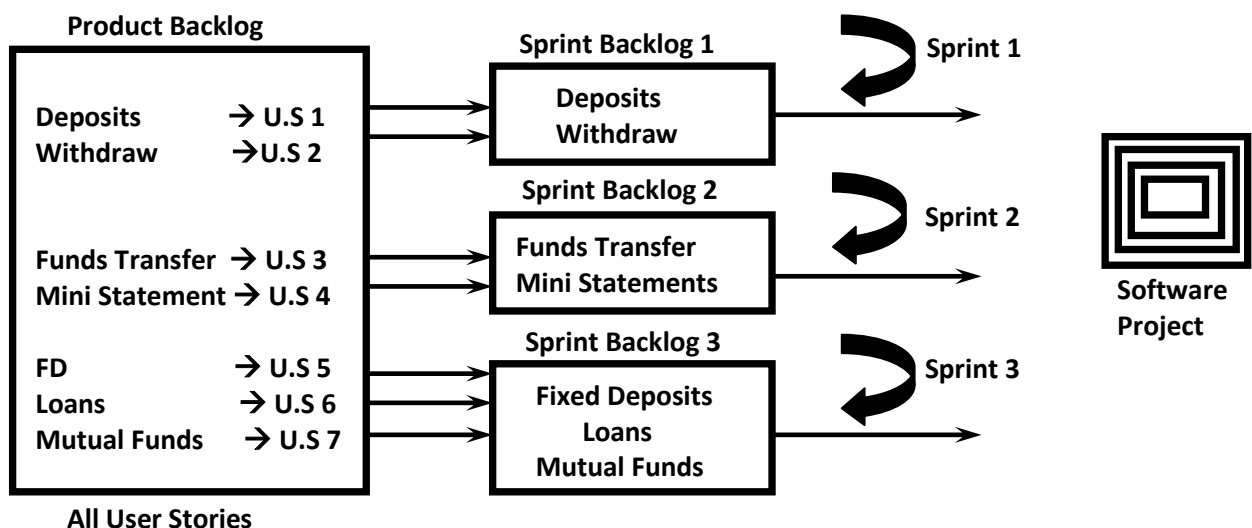 Product Backlog
Deposits → U.S 1
Withdraw → U.S 2
Funds Transfer → U.S 3
Mini Statement → U.S 4
FD → U.S 5
Loans → U.S 6
Mutual Funds → U.S 7
All User Stories
Sprint Backlog 1
Deposits
Withdraw
Sprint 1
Sprint Backlog 2
Funds Transfer
Mini Statements
Sprint 2
Sprint Backlog 3
Fixed Deposits
Loans
Mutual Funds
Sprint 3
Software
Project